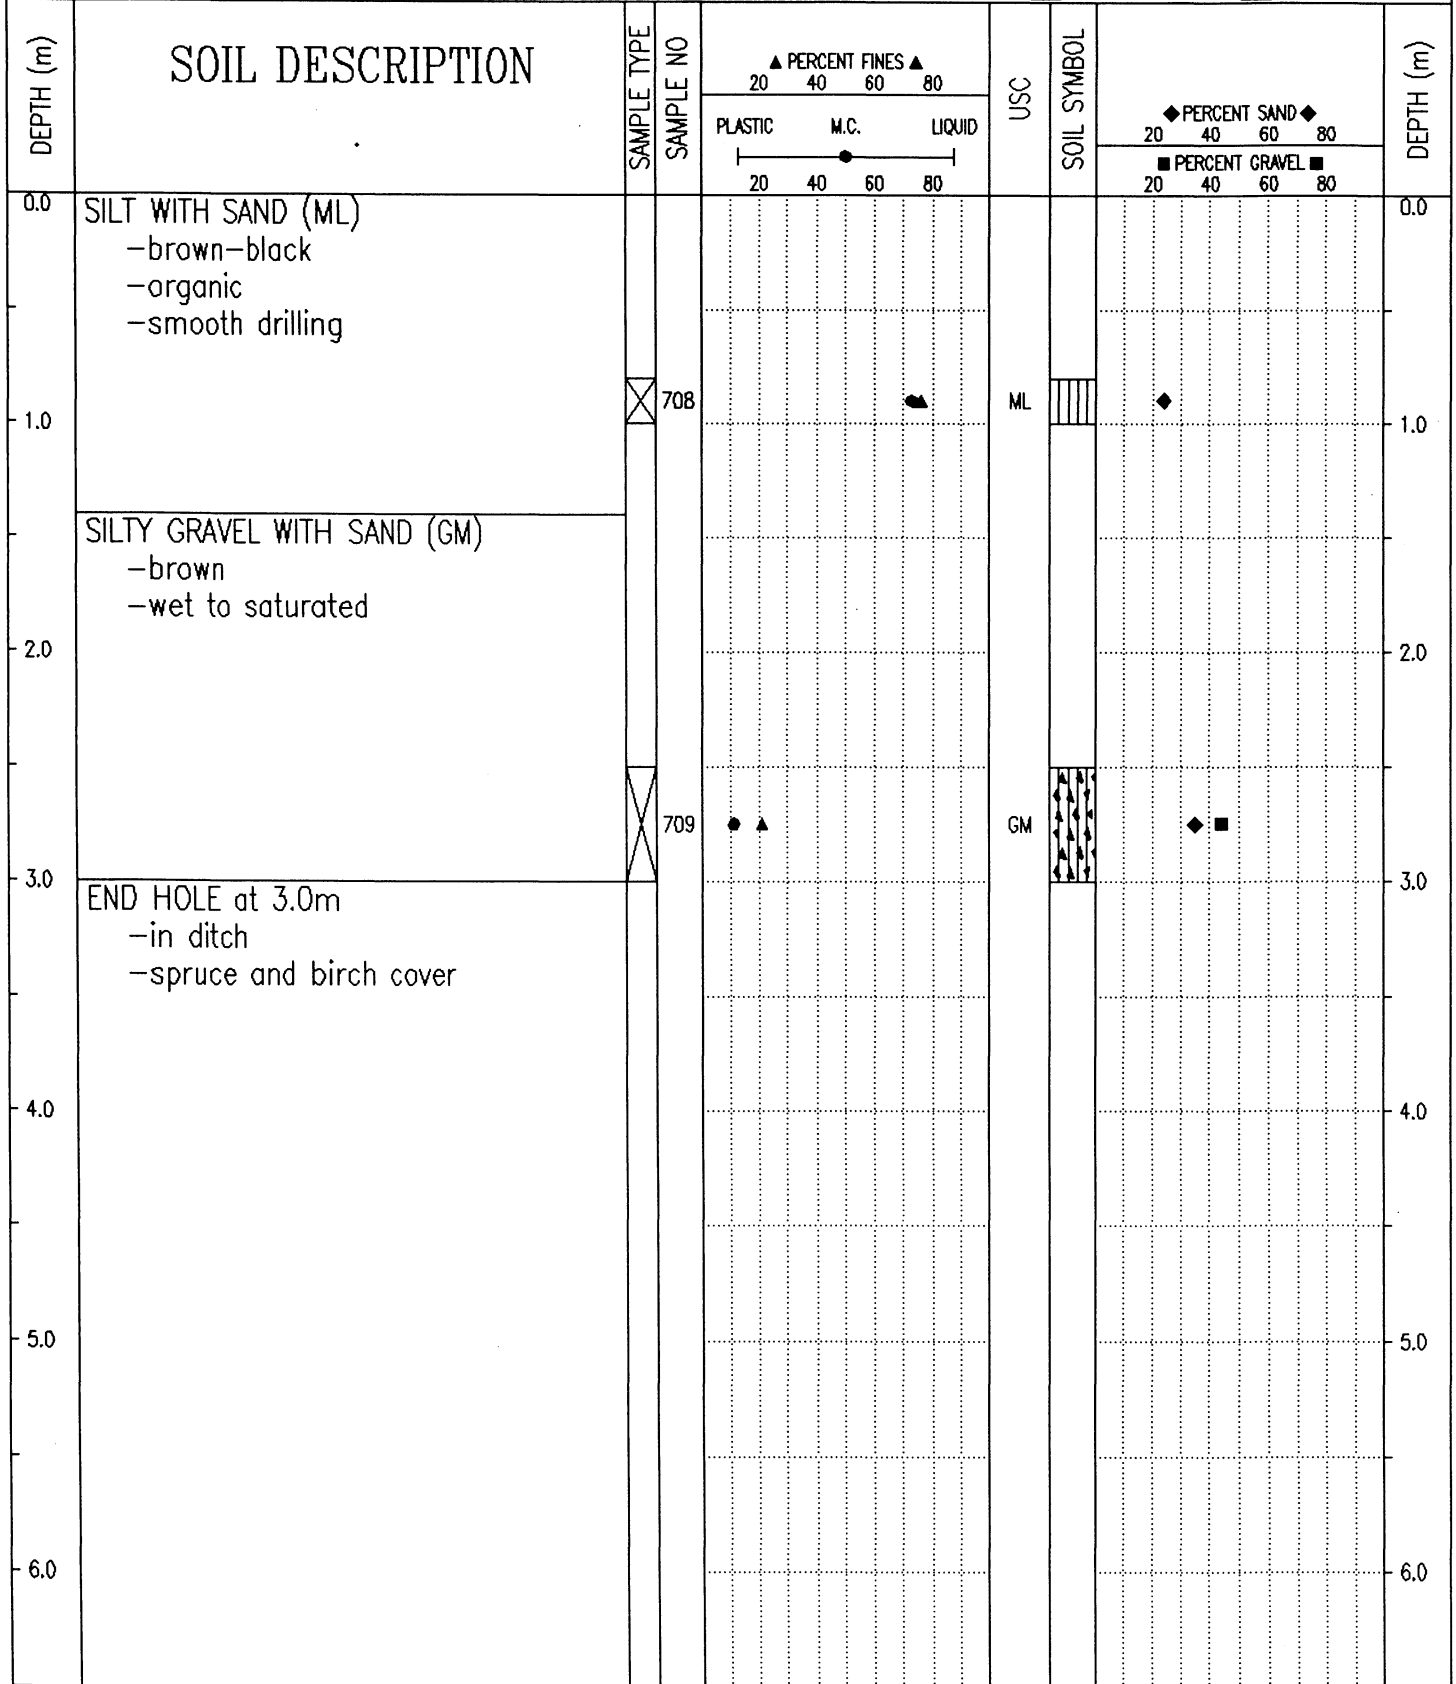 DEPTH (m)
SOIL DESCRIPTION
SAMPLE TYPE
SAMPLE NO
▲ PERCENT FINES ▲
20 40 60 80
PLASTIC M.C. LIQUID
20 40 60 80
USC
SOIL SYMBOL
◆PERCENT SAND◆
20 40 60 80
■ PERCENT GRAVEL ■
20 40 60 80
DEPTH (m)
0.0
SILT WITH SAND (ML)
0.0
-brown-black
-organic
-smooth drilling
708
ML
1.0
1.0
SILTY GRAVEL WITH SAND (GM)
-brown
-wet to saturated
2.0
2.0
709
GM
3.0
3.0
END HOLE at 3.0m
-in ditch
-spruce and birch cover
4.0
4.0
5.0
5.0
6.0
6.0